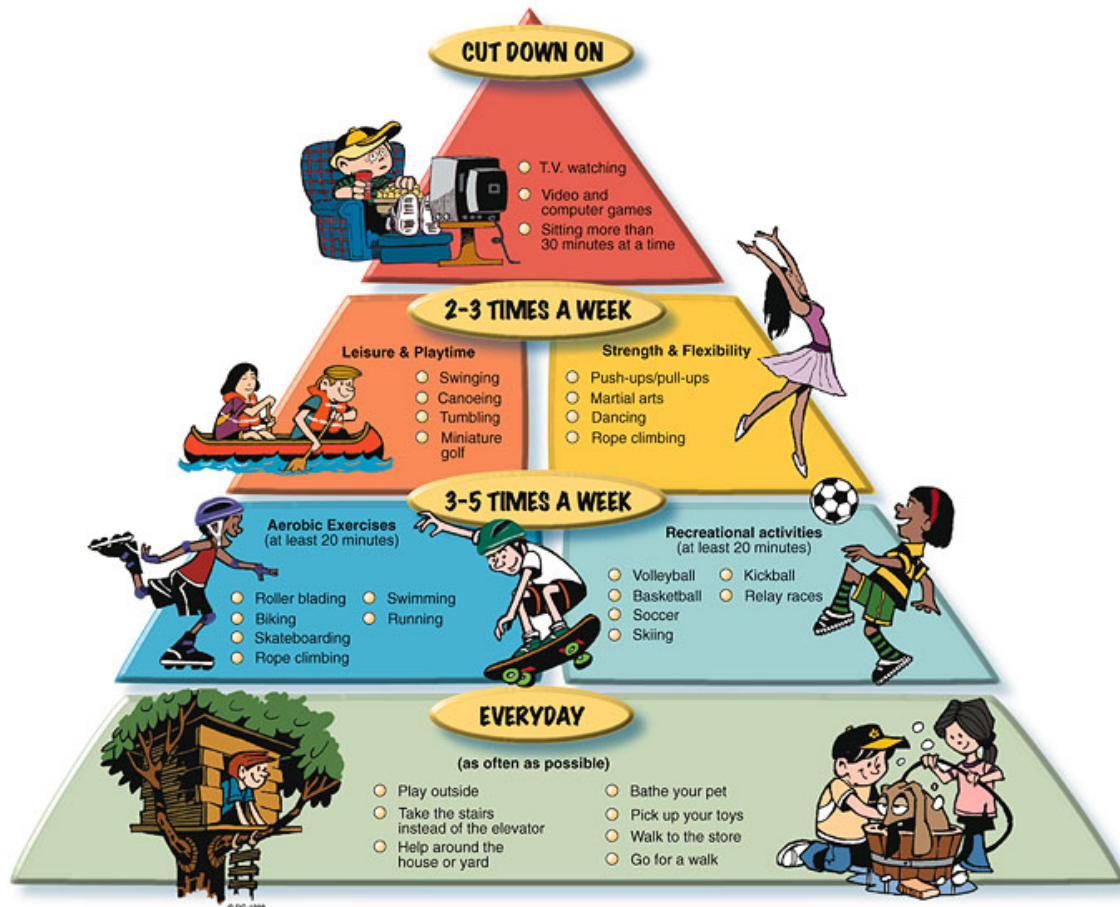 CUT DOWN ON
T.V. watching
Video and
computer games
Sitting more than
30 minutes at a time
2-3 TIMES A WEEK
Leisure & Playtime
Swinging
Canoeing
Tumbling
Miniature
golf
Strength & Flexibility
Push-ups/pull-ups
Martial arts
Dancing
Rope climbing
3-5 TIMES A WEEK
Aerobic Exercises
(at least 20 minutes)
Roller blading
Biking
Skateboarding
Rope climbing
Swimming
Running
Recreational activities
(at least 20 minutes)
Volleyball
Basketball
Soccer
Skiing
Kickball
Relay races
EVERYDAY
(as often as possible)
Play outside
Take the stairs
instead of the elevator
Help around the
house or yard
Bathe your pet
Pick up your toys
Walk to the store
Go for a walk